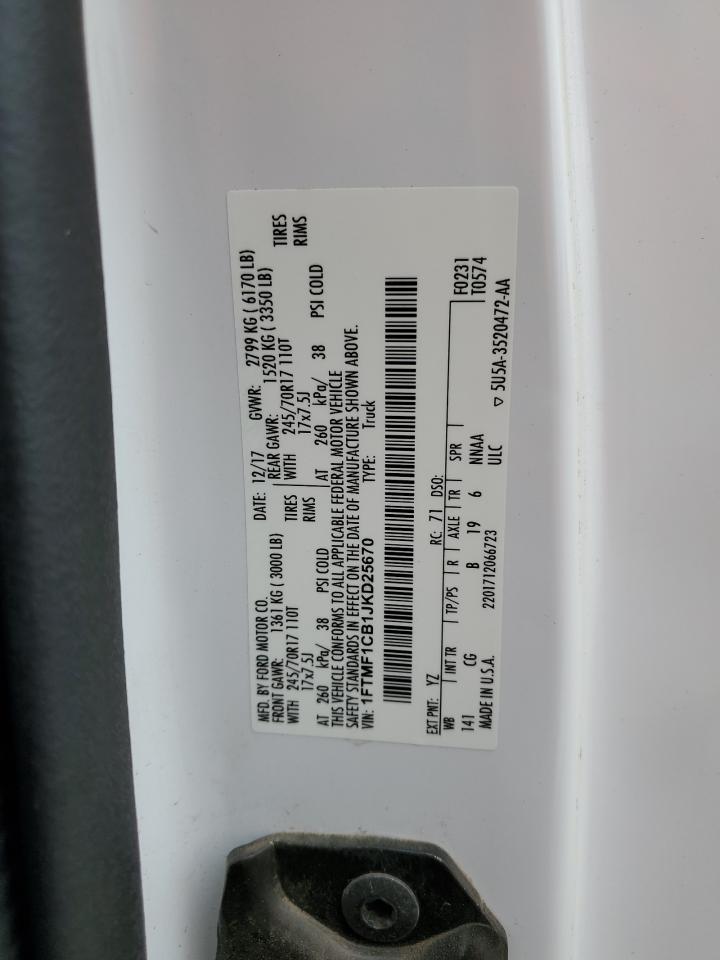 MFD. BY FORD MOTOR CO.
DATE: 12/17 GVWR: 2799 KG ( 6170 LB)
FRONT GAWR: 1361 KG ( 3000 LB) REAR GAWR: 1520 KG ( 3350 LB)
WITH 245/70R17 110T TIRES WITH 245/70R17 110T TIRES
17x7.5J RIMS 17x7.5J RIMS
AT 260 kPa/ 38 PSI COLD AT 260 kPa/ 38 PSI COLD
THIS VEHICLE CONFORMS TO ALL APPLICABLE FEDERAL MOTOR VEHICLE
SAFETY STANDARDS IN EFFECT ON THE DATE OF MANUFACTURE SHOWN ABOVE.
VIN: 1FTMF1CB1JKD25670 TYPE: Truck
EXT PNT: YZ RC: 71 DSO: F0231
WB INT TR TP/PS R AXLE TR SPR T0574
141 CG B 19 6 NNAA
MADE IN U.S.A. 2201712066723 ULC ▽ 5U5A-3520472-AA